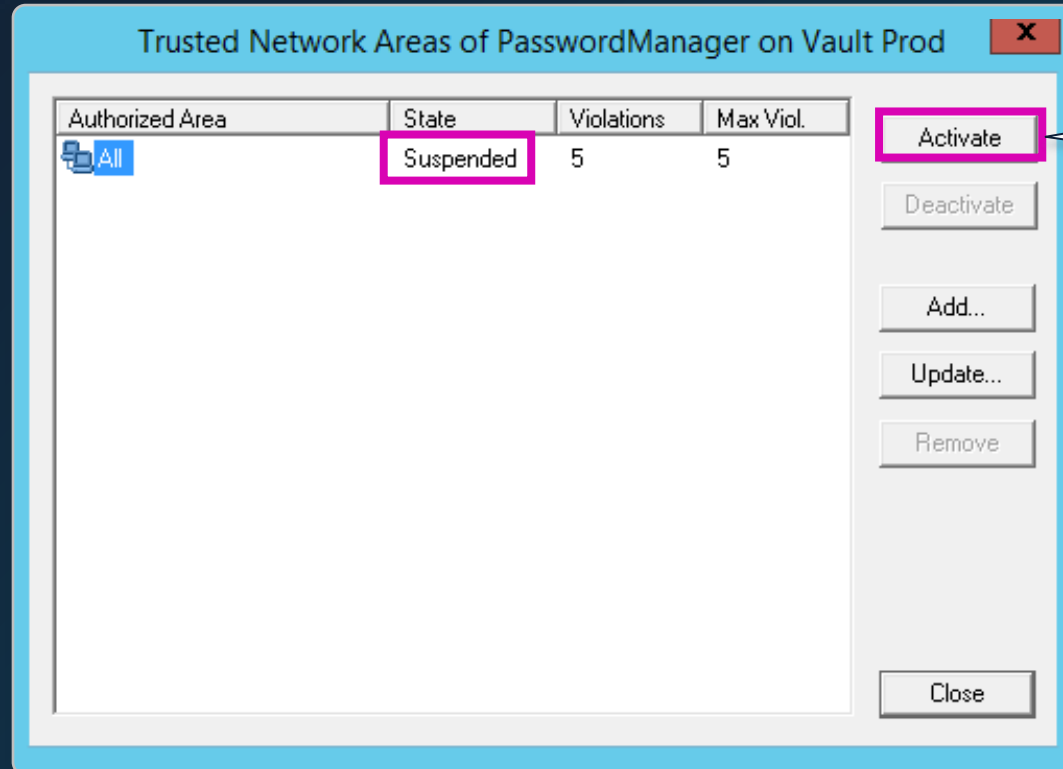 Trusted Network Areas of PasswordManager on Vault Prod
x
Authorized Area State Violations Max Viol.
All Suspended 5 5
Activate
Deactivate
Add...
Update...
Remove
Close